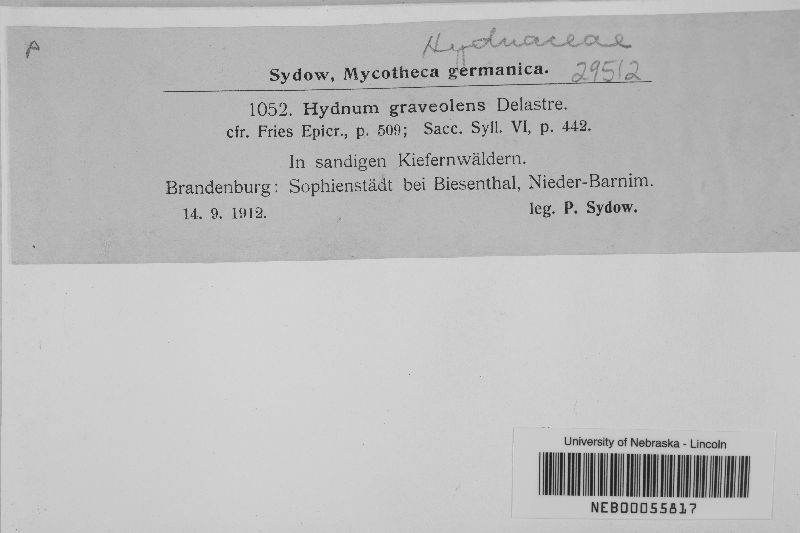 A
Hydnaceae
Sydow, Mycotheca germanica. 29512
1052. Hydnum graveolens Delastre.
cfr. Fries Epicr., p. 509; Sacc. Syll. VI, p. 442.
In sandigen Kiefernwäldern.
Brandenburg: Sophienstädt bei Biesenthal, Nieder-Barnim.
14. 9. 1912. leg. P. Sydow.
University of Nebraska - Lincoln
NEB00055817